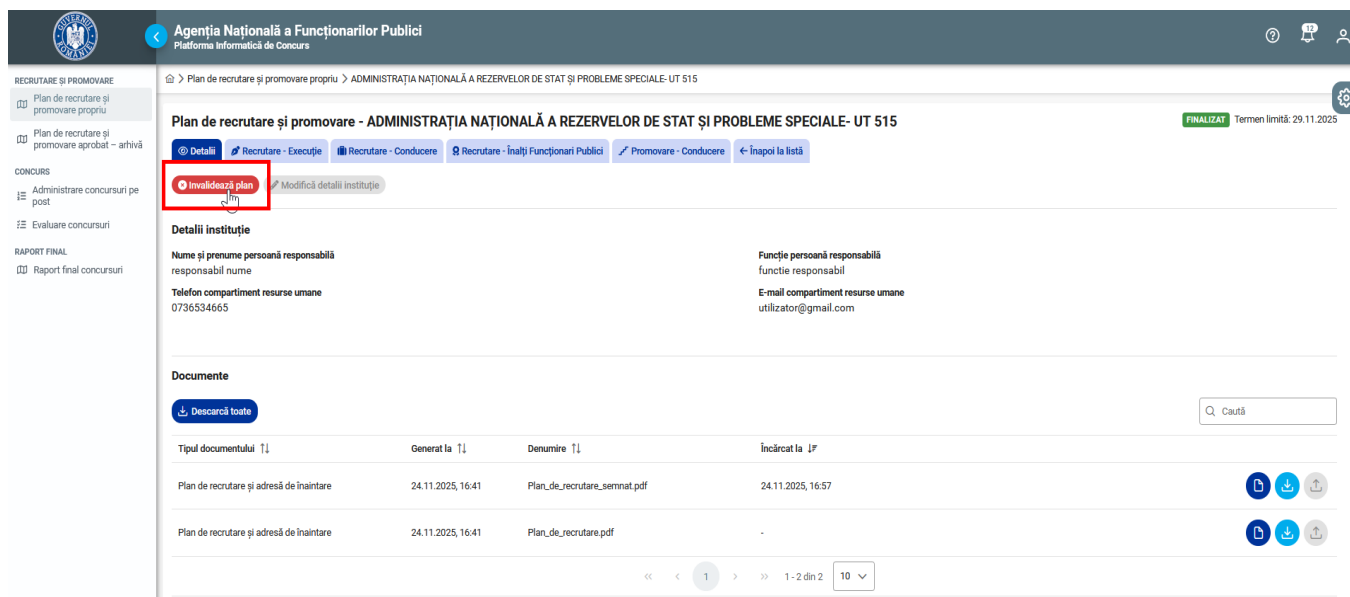 GUVERNUL ROMÂNIEI
Agenția Națională a Funcționarilor Publici
Platforma Informatică de Concurs
12
RECRUTARE ȘI PROMOVARE
Plan de recrutare și
promovare propriu
Plan de recrutare și
promovare aprobat – arhivă
CONCURS
Administrare concursuri pe
post
Evaluare concursuri
RAPORT FINAL
Raport final concursuri
Plan de recrutare și promovare propriu > ADMINISTRAȚIA NAȚIONALĂ A REZERVELOR DE STAT ȘI PROBLEME SPECIALE- UT 515
Plan de recrutare și promovare - ADMINISTRAȚIA NAȚIONALĂ A REZERVELOR DE STAT ȘI PROBLEME SPECIALE- UT 515
FINALIZAT Termen limită: 29.11.2025
Detalii Recrutare - Execuție Recrutare - Conducere Recrutare - Înalți Funcționari Publici Promovare - Conducere Înapoi la listă
Invalidează plan Modifică detalii instituție
Detalii instituție
Nume și prenume persoană responsabilă Funcție persoană responsabilă
responsabil nume functie responsabil
Telefon compartiment resurse umane E-mail compartiment resurse umane
0736534665 utilizator@gmail.com
Documente
Descarcă toate Caută
Tipul documentului Generat la Denumire Încărcat la
Plan de recrutare și adresă de înaintare 24.11.2025, 16:41 Plan_de_recrutare_semnat.pdf 24.11.2025, 16:57
Plan de recrutare și adresă de înaintare 24.11.2025, 16:41 Plan_de_recrutare.pdf -
1 1 - 2 din 2 10